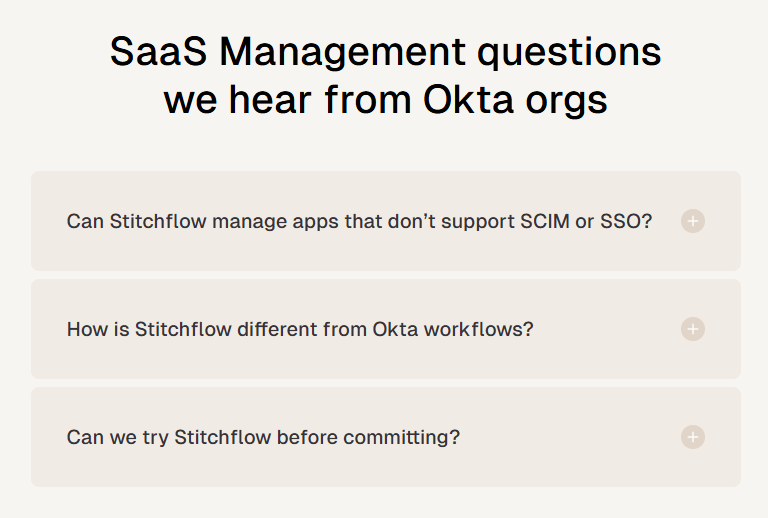 SaaS Management questions
we hear from Okta orgs
Can Stitchflow manage apps that don’t support SCIM or SSO?
How is Stitchflow different from Okta workflows?
Can we try Stitchflow before committing?